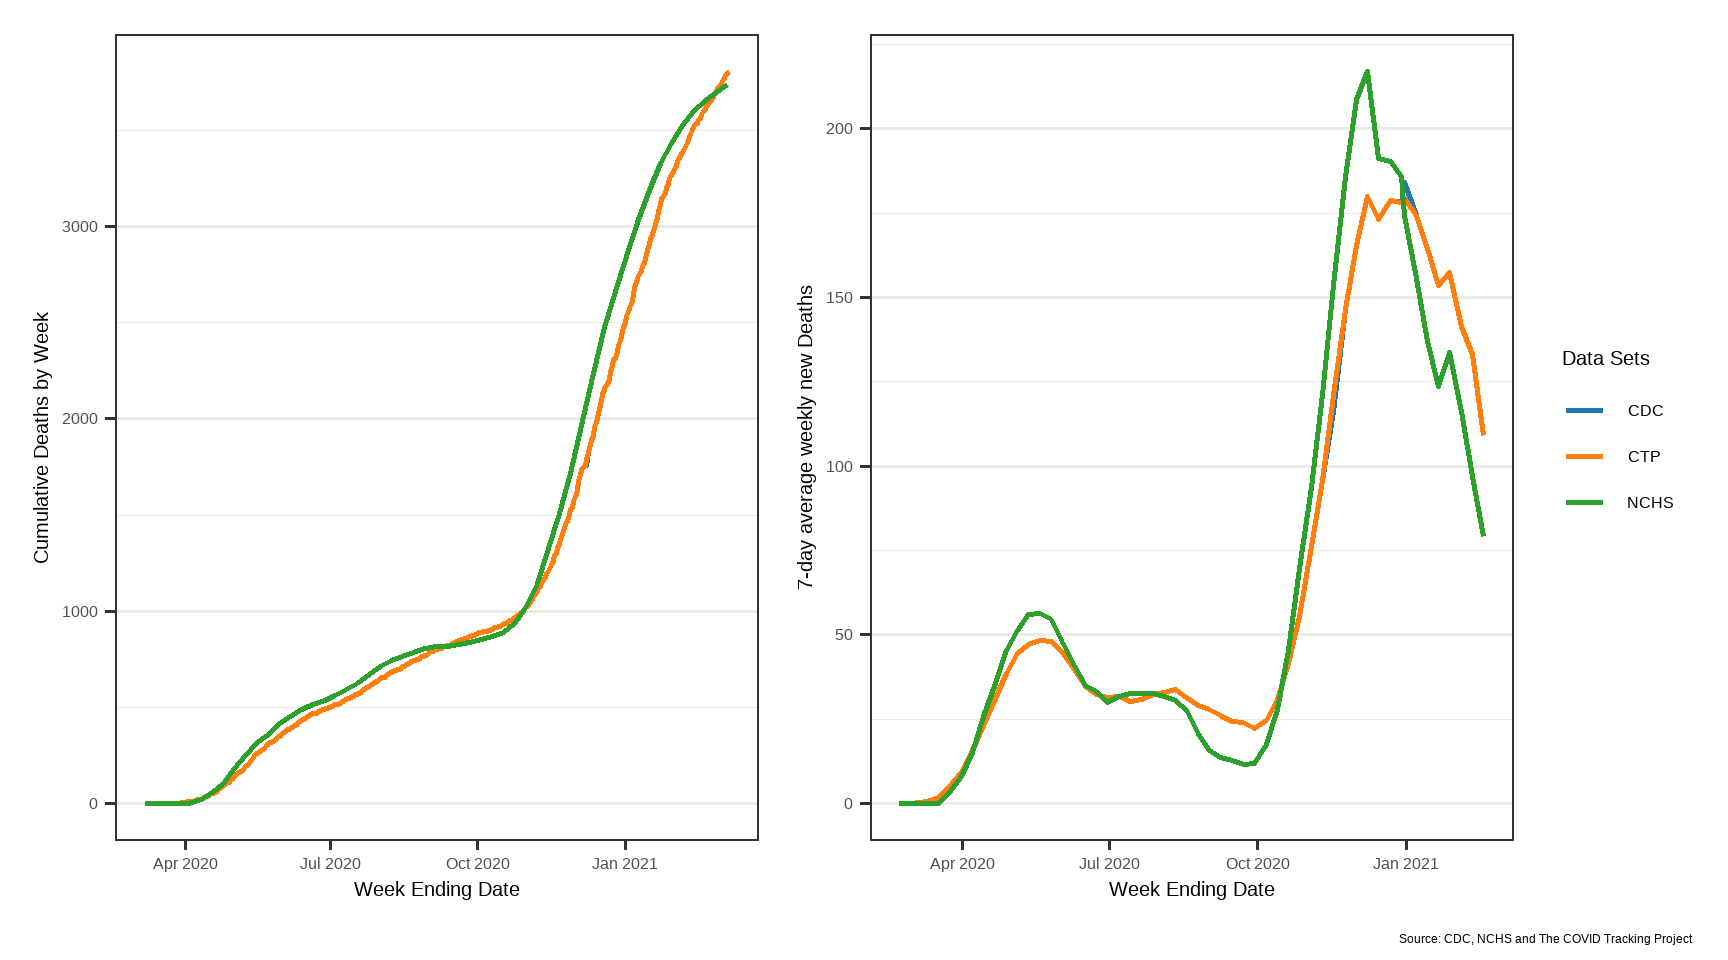 Cumulative Deaths by Week
3000
2000
1000
0
Apr 2020
Jul 2020
Oct 2020
Jan 2021
Week Ending Date
7-day average weekly new Deaths
200
150
100
50
0
Apr 2020
Jul 2020
Oct 2020
Jan 2021
Week Ending Date
Data Sets
CDC
CTP
NCHS
Source: CDC, NCHS and The COVID Tracking Project